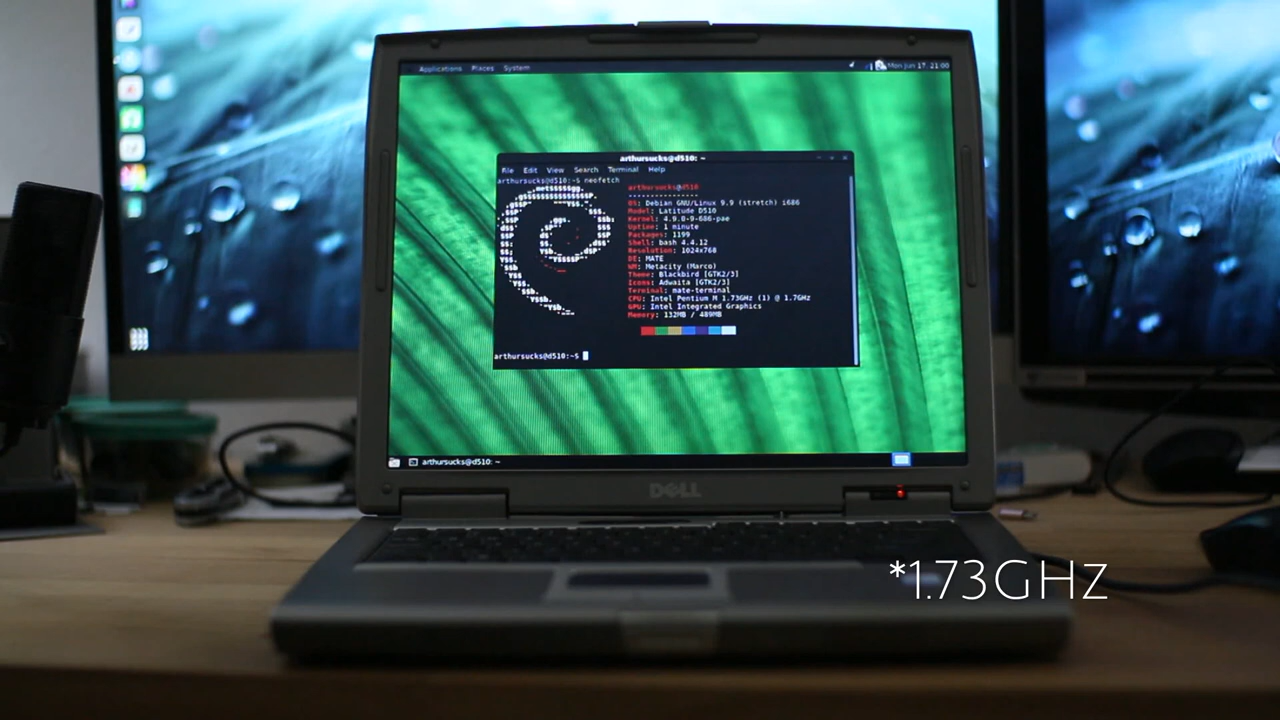 Applications Places System
Mon Jun 17, 21:00
arthursucks@d510: ~
File Edit View Search Terminal Help
arthursucks@d510:~$ neofetch
arthursucks@d510
OS: Debian GNU/Linux 9.9 (stretch) i686
Model: Latitude D510
Kernel: 4.9.0-9-686-pae
Uptime: 1 minute
Packages: 1199
Shell: bash 4.4.12
Resolution: 1024x768
DE: MATE
WM: Metacity (Marco)
Theme: Blackbird [GTK2/3]
Icons: Adwaita [GTK2/3]
Terminal: mate-terminal
CPU: Intel Pentium M 1.73GHz (1) @ 1.7GHz
GPU: Intel Integrated Graphics
Memory: 132MB / 489MB
arthursucks@d510:~$
arthursucks@d510: ~
DELL
*1.73GHz